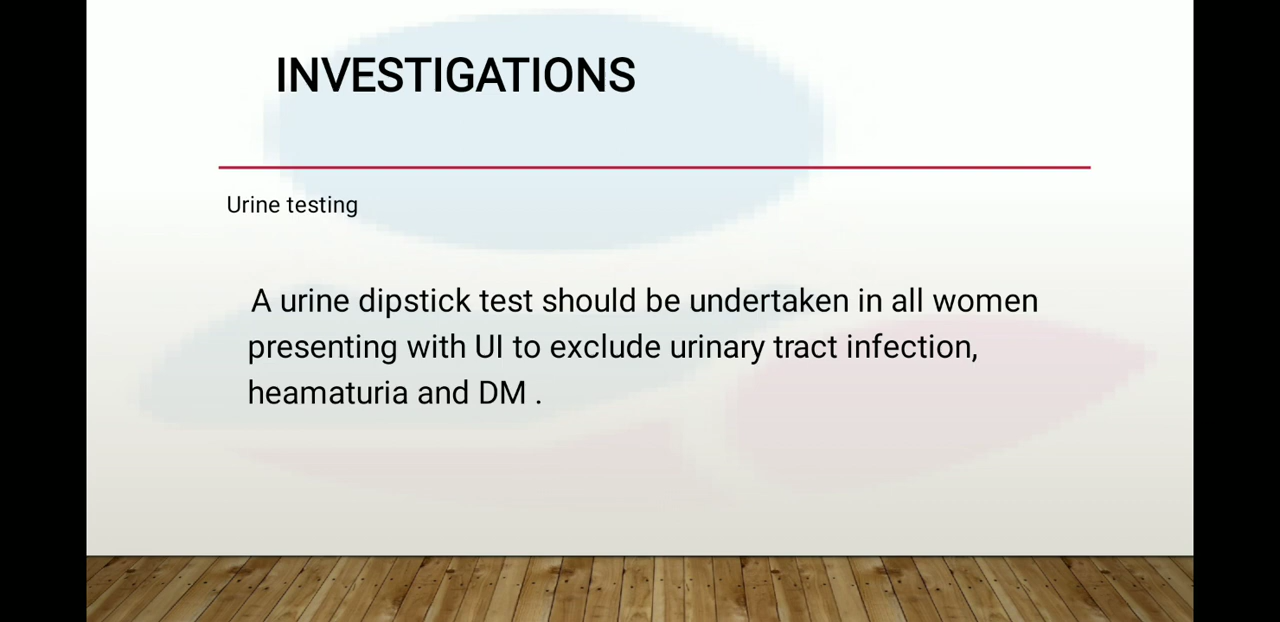 INVESTIGATIONS
Urine testing
A urine dipstick test should be undertaken in all women
presenting with UI to exclude urinary tract infection,
heamaturia and DM .